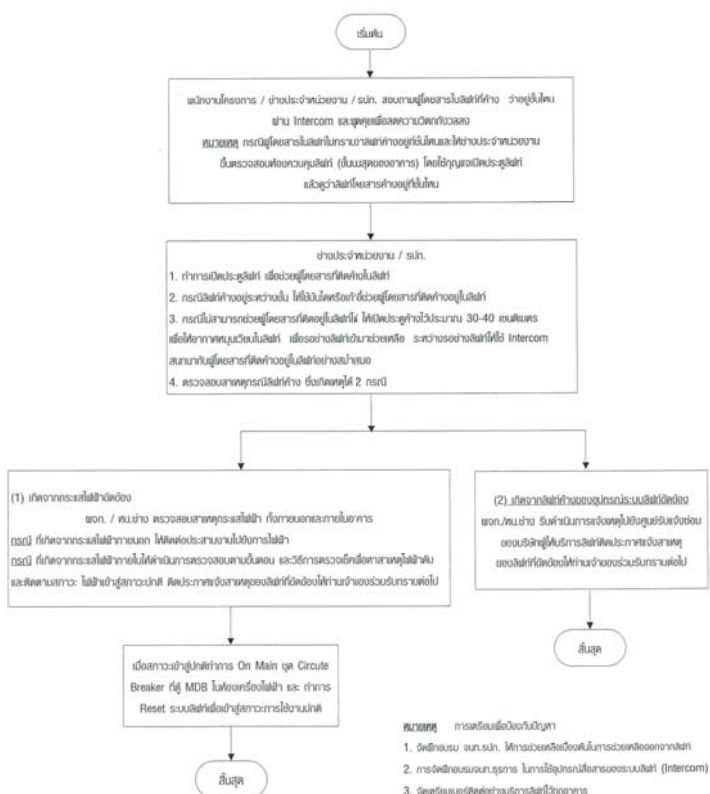 เริ่มต้น
พนักงานโครงการ / ช่างประจำหน่วยงาน / รปภ. สอบถามผู้โดยสารในลิฟท์ที่ค้าง ว่าอยู่ชั้นไหน
ผ่าน Intercom และพูดคุยเพื่อลดความวิตกกังวลลง
หมายเหตุ กรณีผู้โดยสารในลิฟท์ไม่ทราบว่าลิฟท์ค้างอยู่ที่ชั้นไหนและให้ช่างประจำหน่วยงาน
ขึ้นตรวจสอบห้องควบคุมลิฟท์ (ชั้นบนสุดของอาคาร) โดยใช้กุญแจเปิดประตูลิฟท์
แล้วดูว่าลิฟท์โดยสารค้างอยู่ที่ชั้นไหน
ช่างประจำหน่วยงาน / รปภ.
1. ทำการเปิดประตูลิฟท์ เพื่อช่วยผู้โดยสารที่ติดค้างในลิฟท์
2. กรณีลิฟท์ค้างอยู่ระหว่างชั้น ให้ใช้บันไดหรือเก้าอี้ช่วยผู้โดยสารที่ติดค้างอยู่ในลิฟท์
3. กรณีไม่สามารถช่วยผู้โดยสารที่ติดอยู่ในลิฟท์ได้ ให้เปิดประตูค้างไว้ประมาณ 30-40 เซนติเมตร
เพื่อให้อากาศหมุนเวียนในลิฟท์ เพื่อรอช่างลิฟท์เข้ามาช่วยเหลือ ระหว่างรอช่างลิฟท์ให้ใช้ Intercom
สนทนากับผู้โดยสารที่ติดค้างอยู่ในลิฟท์อย่างสม่ำเสมอ
4. ตรวจสอบสาเหตุกรณีลิฟท์ค้าง ซึ่งเกิดเหตุได้ 2 กรณี
(1) เกิดจากกระแสไฟฟ้าขัดข้อง
ผจก. / หน.ช่าง ตรวจสอบสาเหตุกระแสไฟฟ้า ทั้งภายนอกและภายในอาคาร
กรณี ที่เกิดจากกระแสไฟฟ้าภายนอก ให้ติดต่อประสานงานไปยังการไฟฟ้า
กรณี ที่เกิดจากกระแสไฟฟ้าภายในให้ดำเนินการตรวจสอบตามขั้นตอน และวิธีการตรวจเช็คเพื่อหาสาเหตุไฟฟ้าดับ
และติดตามสภาวะ ไฟฟ้าเข้าสู่สภาวะปกติ ติดประกาศแจ้งสาเหตุของลิฟท์ที่ขัดข้องให้ท่านเจ้าของร่วมรับทราบต่อไป
(2) เกิดจากลิฟท์ค้างของอุปกรณ์ระบบลิฟท์ขัดข้อง
ผจก./หน.ช่าง รีบดำเนินการแจ้งเหตุไปยังศูนย์รับแจ้งซ่อม
ของบริษัทผู้ให้บริการลิฟท์ติดประกาศแจ้งสาเหตุ
ของลิฟท์ที่ขัดข้องให้ท่านเจ้าของร่วมรับทราบต่อไป
สิ้นสุด
เมื่อสภาวะเข้าสู่ปกติทำการ On Main ชุด Circute
Breaker ที่ตู้ MDB ในห้องเครื่องไฟฟ้า และ ทำการ
Reset ระบบลิฟท์เพื่อเข้าสู่สภาวะการใช้งานปกติ
สิ้นสุด
หมายเหตุ การเตรียมเพื่อป้องกันปัญหา
1. จัดฝึกอบรม จนท.รปภ. ให้การช่วยเหลือเบื้องต้นในการช่วยเหลือออกจากลิฟท์
2. การจัดฝึกอบรมจนท.ธุรการ ในการใช้อุปกรณ์สื่อสารของระบบลิฟท์ (Intercom)
3. จัดเตรียมเบอร์ติดต่อช่างบริการลิฟท์ไว้ทุกอาคาร